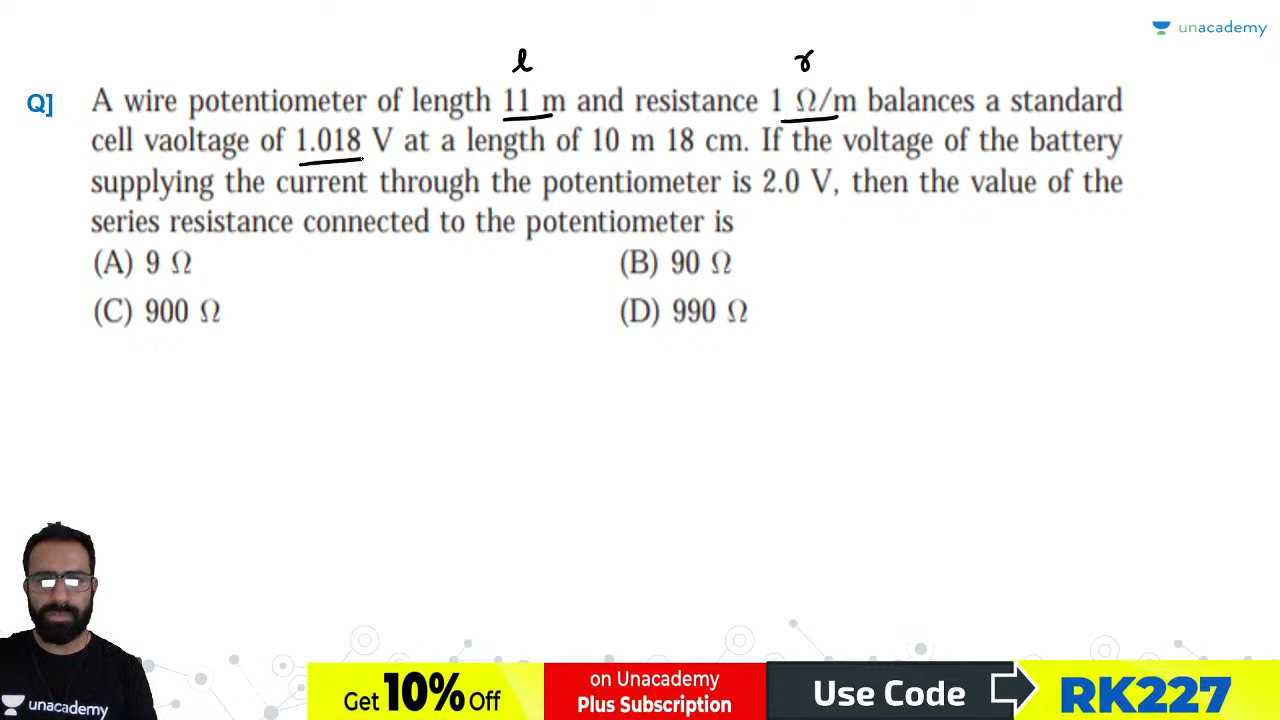 unacademy
l
r
Q] A wire potentiometer of length 11 m and resistance 1 Ω/m balances a standard
cell vaoltage of 1.018 V at a length of 10 m 18 cm. If the voltage of the battery
supplying the current through the potentiometer is 2.0 V, then the value of the
series resistance connected to the potentiometer is
(A) 9 Ω (B) 90 Ω
(C) 900 Ω (D) 990 Ω
unacademy
Get 10% Off
on Unacademy
Plus Subscription
Use Code
RK227